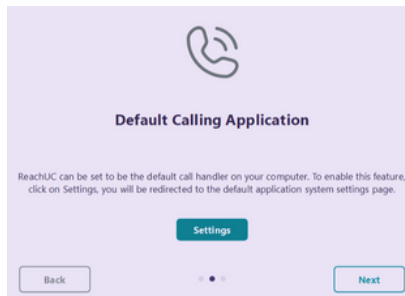 Default Calling Application
ReachUC can be set to be the default call handler on your computer. To enable this feature,
click on Settings, you will be redirected to the default application system settings page.
Settings
Back
Next